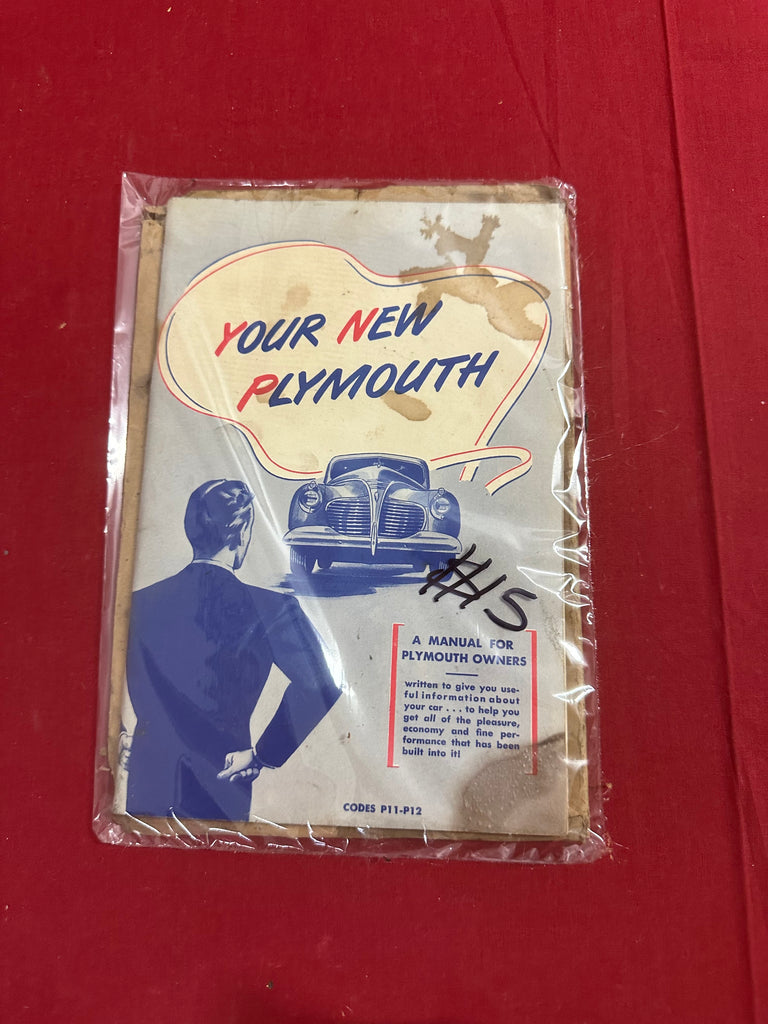 YOUR NEW
PLYMOUTH
#15
A MANUAL FOR
PLYMOUTH OWNERS
written to give you use-
ful information about
your car . . . to help you
get all of the pleasure,
economy and fine per-
formance that has been
built into it!
CODES P11-P12